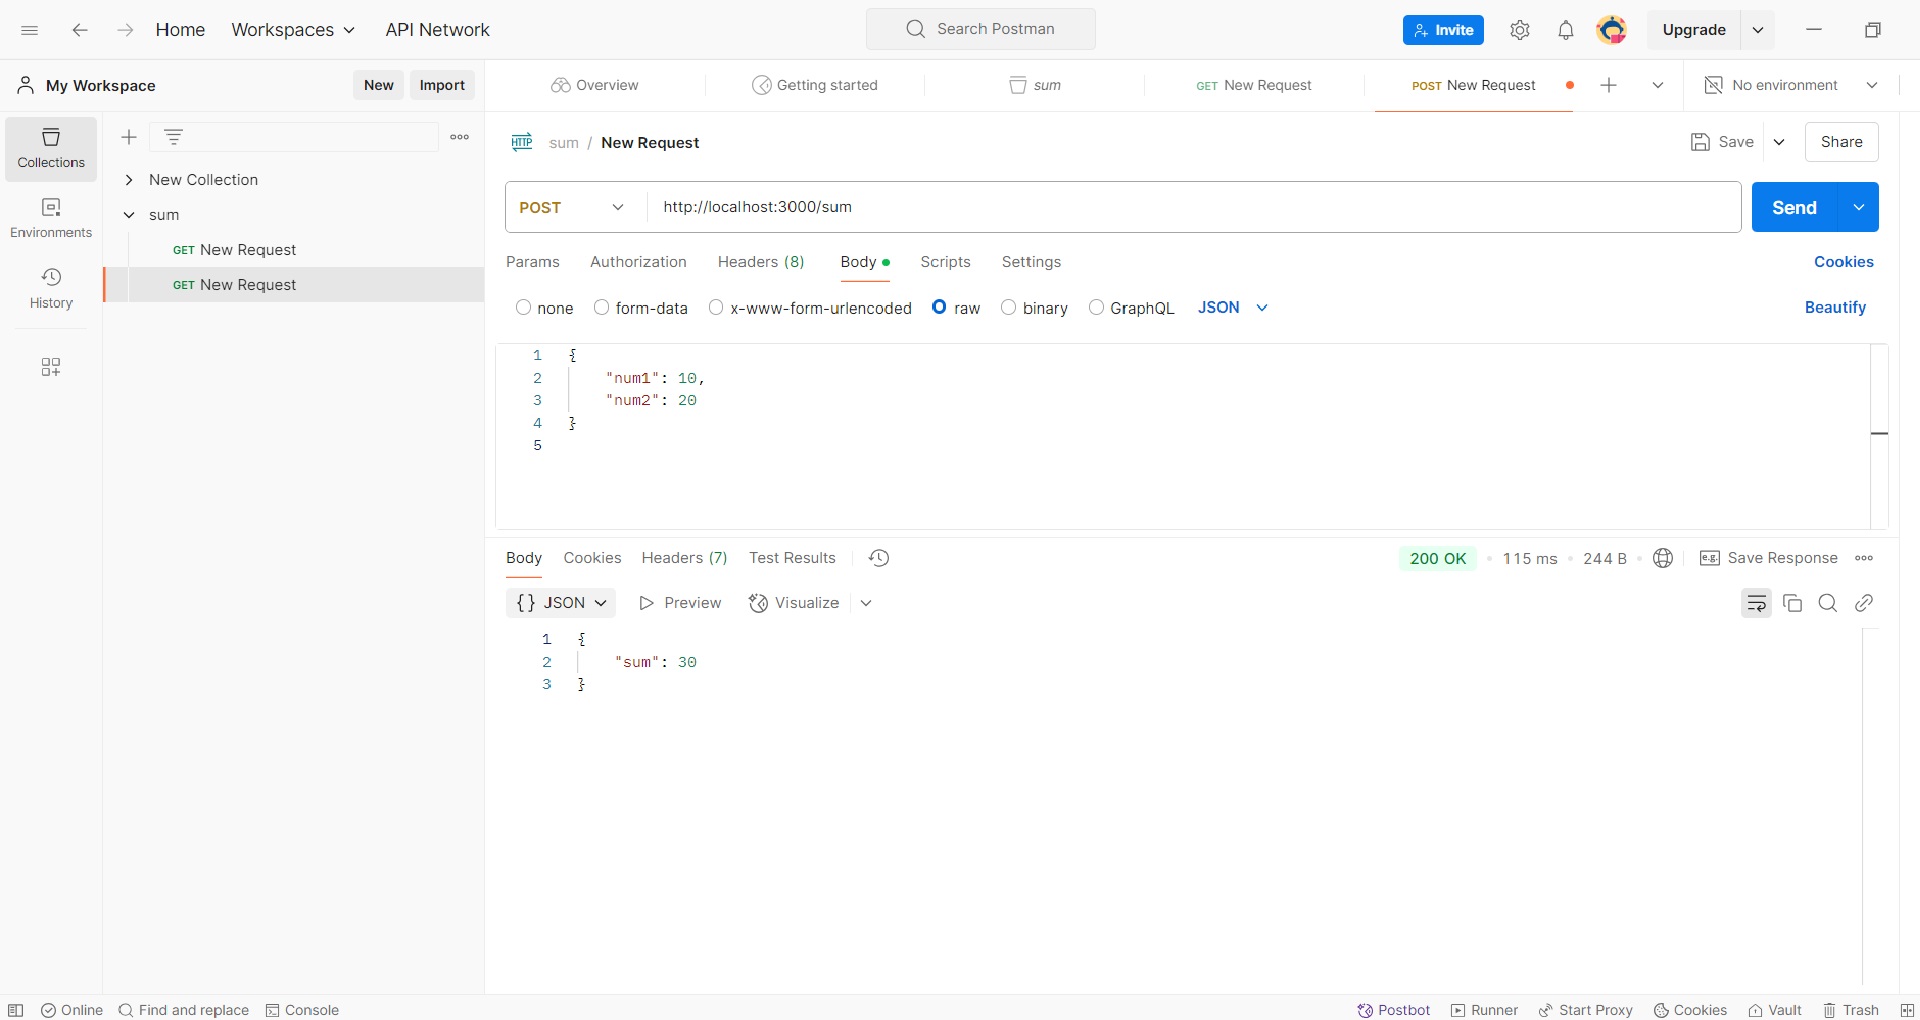 Home Workspaces API Network Search Postman Invite Upgrade
My Workspace New Import Overview Getting started sum GET New Request POST New Request No environment
Collections
Environments
History
New Collection
sum
GET New Request
GET New Request
HTTP sum / New Request Save Share
POST http://localhost:3000/sum Send
Params Authorization Headers (8) Body Scripts Settings Cookies
none form-data x-www-form-urlencoded raw binary GraphQL JSON Beautify
1 {
2 "num1": 10,
3 "num2": 20
4 }
5
Body Cookies Headers (7) Test Results 200 OK 115 ms 244 B e.g. Save Response
{} JSON Preview Visualize
1 {
2 "sum": 30
3 }
Online Find and replace Console Postbot Runner Start Proxy Cookies Vault Trash